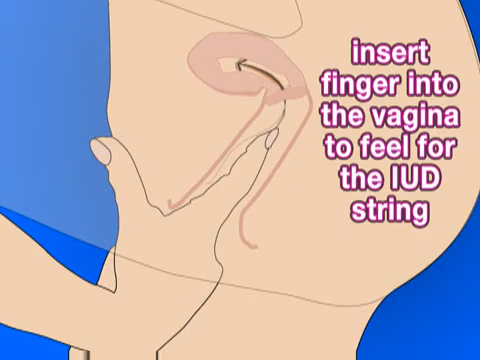 insert
finger into
the vagina
to feel for
the IUD
string